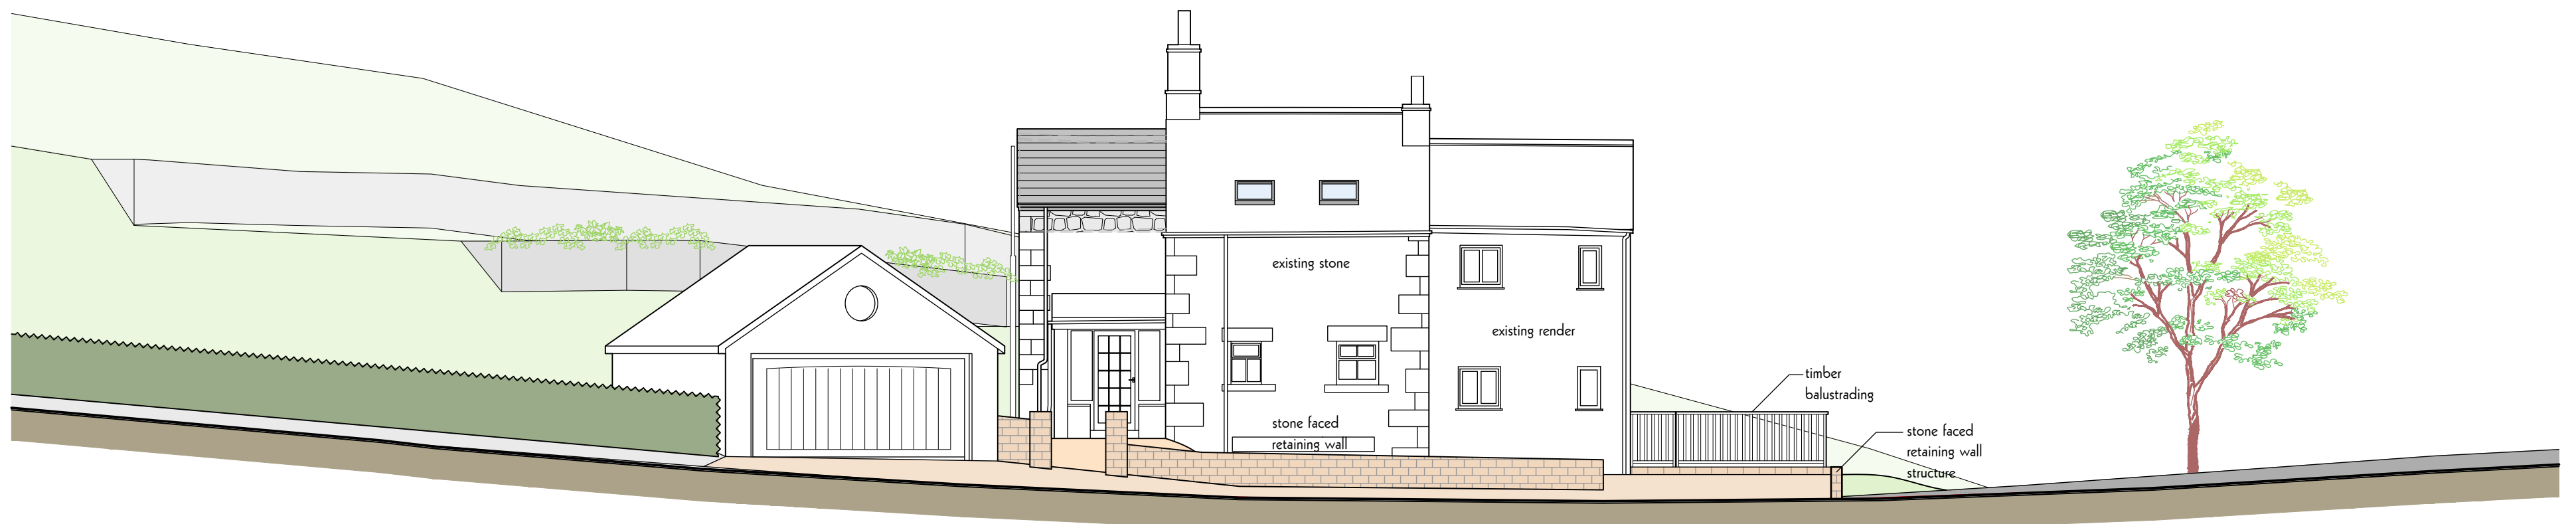 existing stone
existing render
stone faced
retaining wall
timber
balustrading
stone faced
retaining wall
structure